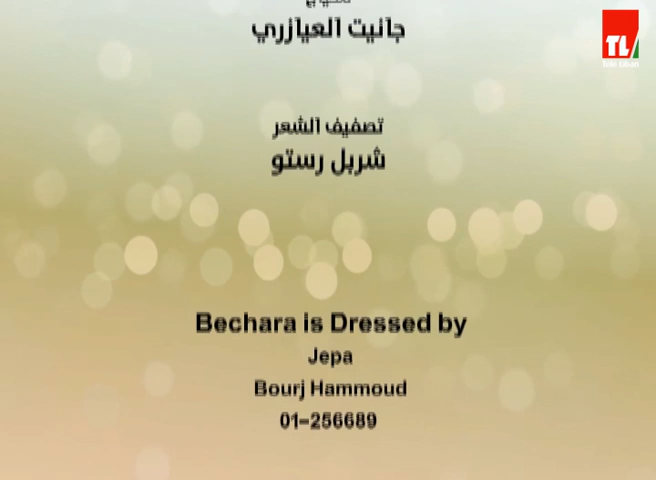 جانيت العيازري
TL
تصفيف الشعر
شربل رستو
Bechara is Dressed by
Jepa
Bourj Hammoud
01-256689